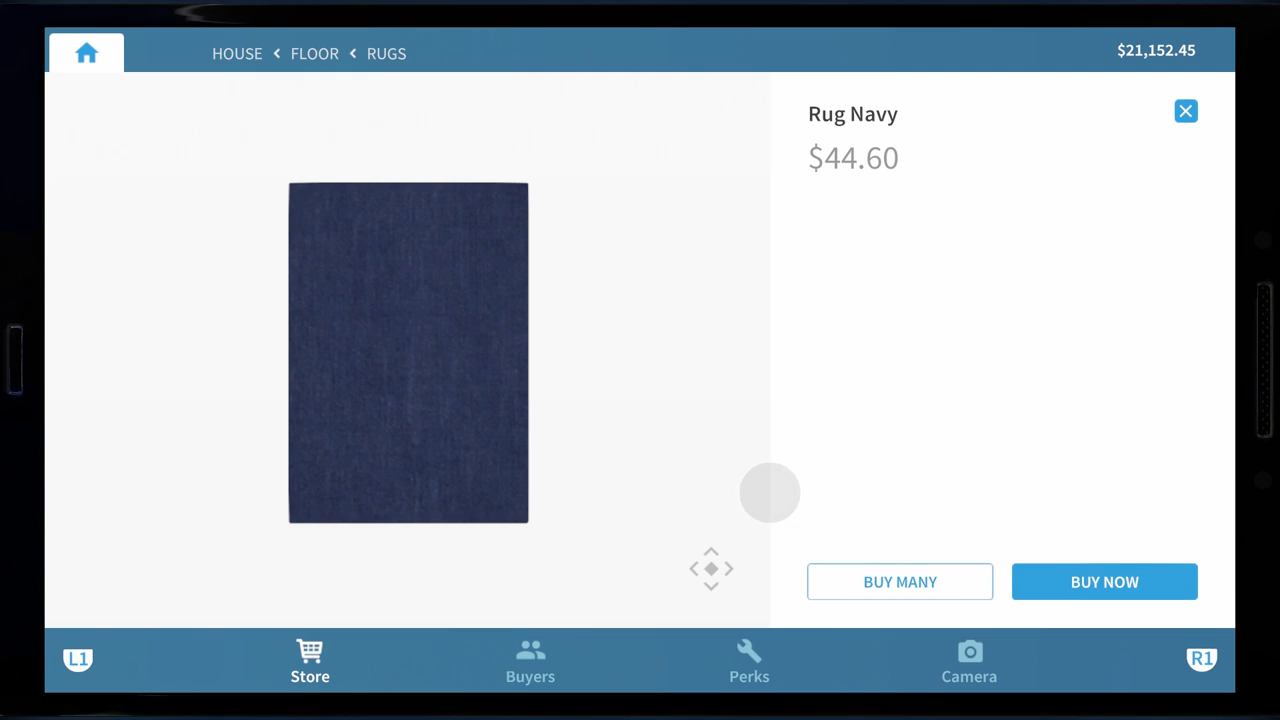 HOUSE < FLOOR < RUGS
$21,152.45
Rug Navy
$44.60
BUY MANY
BUY NOW
L1
Store
Buyers
Perks
Camera
R1